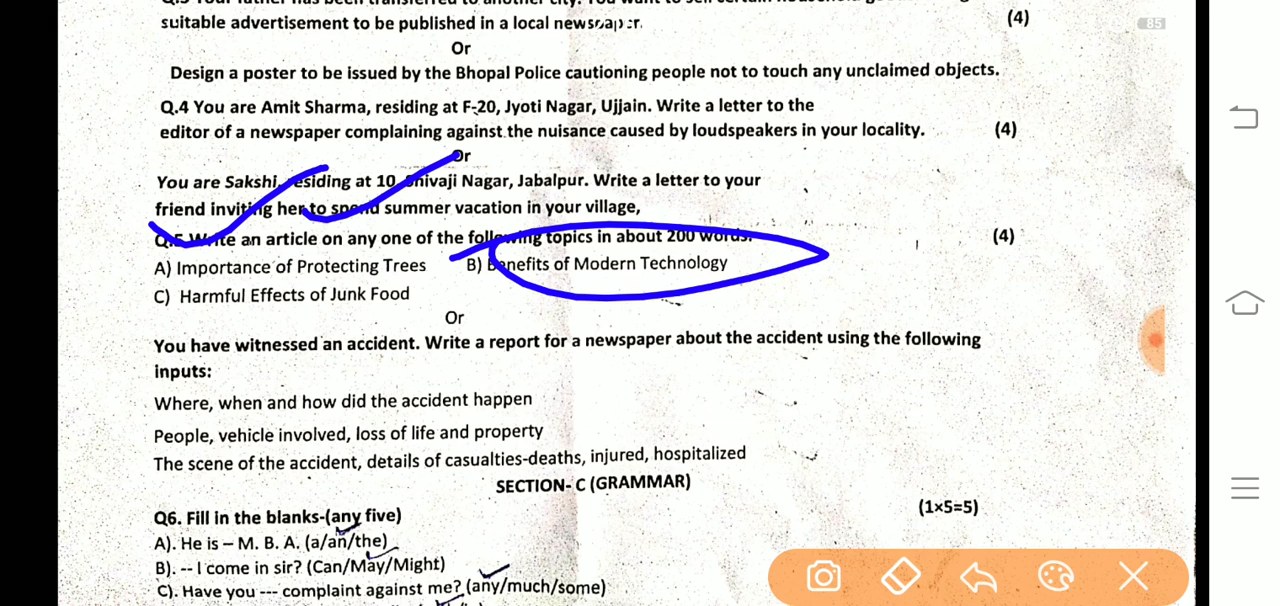 suitable advertisement to be published in a local newspaper. (4)
85
Or
Design a poster to be issued by the Bhopal Police cautioning people not to touch any unclaimed objects.
Q.4 You are Amit Sharma, residing at F-20, Jyoti Nagar, Ujjain. Write a letter to the
editor of a newspaper complaining against the nuisance caused by loudspeakers in your locality. (4)
Or
You are Sakshi, residing at 10, Shivaji Nagar, Jabalpur. Write a letter to your
friend inviting her to spend summer vacation in your village,
Q.5 Write an article on any one of the following topics in about 200 words. (4)
A) Importance of Protecting Trees B) Benefits of Modern Technology
C) Harmful Effects of Junk Food
Or
You have witnessed an accident. Write a report for a newspaper about the accident using the following
inputs:
Where, when and how did the accident happen
People, vehicle involved, loss of life and property
The scene of the accident, details of casualties-deaths, injured, hospitalized
SECTION- C (GRAMMAR)
Q6. Fill in the blanks-(any five) (1×5=5)
A). He is – M. B. A. (a/an/the)
B). -- I come in sir? (Can/May/Might)
C). Have you --- complaint against me? (any/much/some)